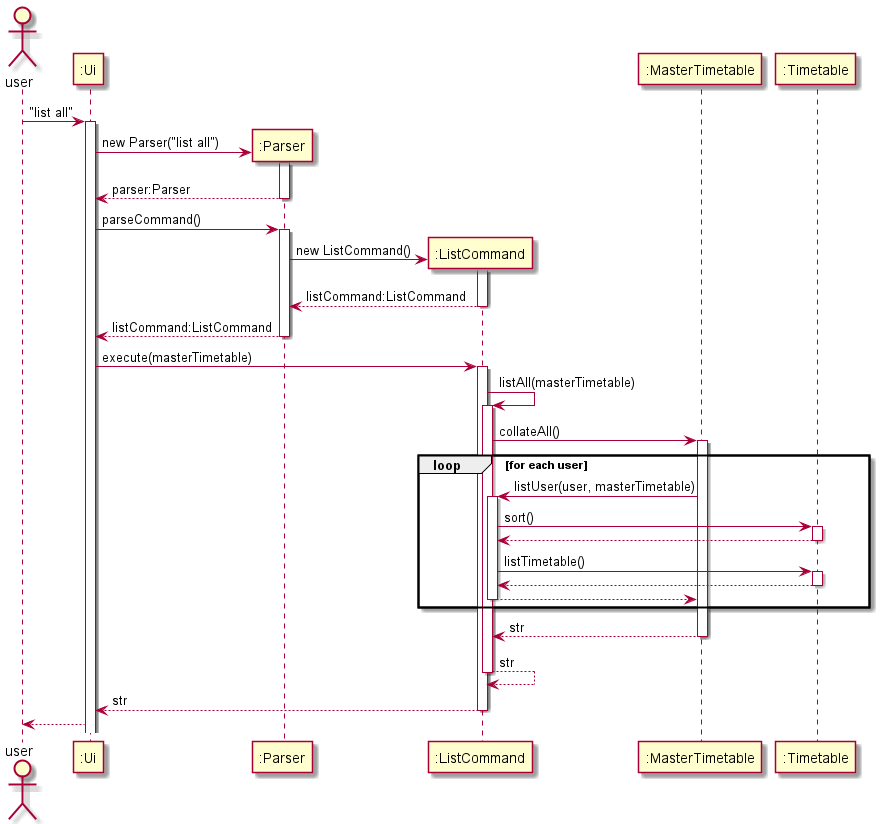 user
:Ui
:MasterTimetable
:Timetable
"list all"
new Parser("list all")
:Parser
parser:Parser
parseCommand()
new ListCommand()
:ListCommand
listCommand:ListCommand
listCommand:ListCommand
execute(masterTimetable)
listAll(masterTimetable)
collateAll()
loop
[for each user]
listUser(user, masterTimetable)
sort()
listTimetable()
str
str
str
user
:Ui
:Parser
:ListCommand
:MasterTimetable
:Timetable